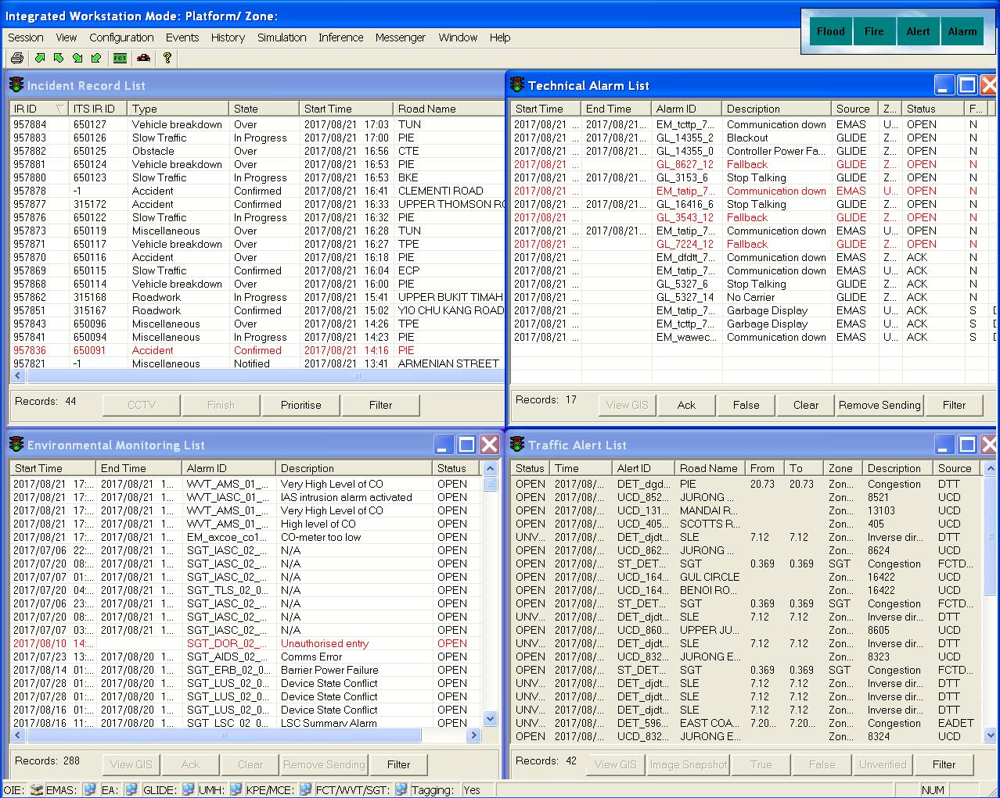 Integrated Workstation Mode: Platform/ Zone:
Flood Fire Alert Alarm
Session View Configuration Events History Simulation Inference Messenger Window Help
FCT
Incident Record List
IR ID ITS IR ID Type State Start Time Road Name
957884 650127 Vehicle breakdown Over 2017/08/21 17:03 TUN
957883 650126 Slow Traffic In Progress 2017/08/21 17:00 PIE
957882 650125 Obstacle Over 2017/08/21 16:56 CTE
957881 650124 Vehicle breakdown Over 2017/08/21 16:53 PIE
957880 650123 Slow Traffic In Progress 2017/08/21 16:53 BKE
957878 -1 Accident Confirmed 2017/08/21 16:41 CLEMENTI ROAD
957877 315172 Accident Confirmed 2017/08/21 16:33 UPPER THOMSON RO
957876 650122 Slow Traffic In Progress 2017/08/21 16:32 PIE
957873 650119 Miscellaneous Over 2017/08/21 16:28 TUN
957871 650117 Vehicle breakdown Over 2017/08/21 16:27 TPE
957870 650116 Accident Over 2017/08/21 16:18 PIE
957869 650115 Slow Traffic Confirmed 2017/08/21 16:04 ECP
957868 650114 Vehicle breakdown Over 2017/08/21 16:00 PIE
957862 315168 Roadwork In Progress 2017/08/21 15:41 UPPER BUKIT TIMAH
957851 315167 Roadwork Confirmed 2017/08/21 15:02 YIO CHU KANG ROAD
957843 650096 Miscellaneous Over 2017/08/21 14:26 TPE
957841 650094 Miscellaneous In Progress 2017/08/21 14:23 PIE
957836 650091 Accident Confirmed 2017/08/21 14:16 PIE
957821 -1 Miscellaneous Notified 2017/08/21 13:41 ARMENIAN STREET
Records: 44 CCTV Finish Prioritise Filter
Technical Alarm List
Start Time End Time Alarm ID Description Source Z... Status F...
2017/08/21 ... 2017/08/21... EM_tcttp_7... Communication down EMAS U... OPEN N
2017/08/21 ... 2017/08/21... GL_14355_2 Blackout GLIDE Z... OPEN N
2017/08/21 ... 2017/08/21... GL_14355_0 Controller Power Fa... GLIDE Z... OPEN N
2017/08/21 ... GL_8627_12 Fallback GLIDE Z... OPEN N
2017/08/21 ... 2017/08/21... GL_3153_6 Stop Talking GLIDE Z... OPEN N
2017/08/21 ... EM_tatip_7... Communication down EMAS U... OPEN N
2017/08/21 ... 2017/08/21... GL_16416_6 Stop Talking GLIDE Z... OPEN N
2017/08/21 ... GL_3543_12 Fallback GLIDE Z... OPEN N
2017/08/21 ... 2017/08/21... EM_tatip_7... Communication down EMAS U... OPEN N
2017/08/21 ... GL_7224_12 Fallback GLIDE Z... OPEN N
2017/08/21 ... EM_dfdtt_7... Communication down EMAS Z... ACK N
2017/08/21 ... EM_tatip_7... Communication down EMAS U... ACK N
2017/08/21 ... GL_5327_6 Stop Talking GLIDE Z... ACK N
2017/08/21 ... GL_5327_14 No Carrier GLIDE Z... ACK N
2017/08/21 ... EM_tatip_7... Garbage Display EMAS U... ACK S
2017/08/21 ... EM_tcttp_7... Garbage Display EMAS U... ACK N
2017/08/21 ... EM_wawec... Communication down EMAS U... ACK S
Records: 17 View GIS Ack False Clear Remove Sending Filter
Environmental Monitoring List
Start Time End Time Alarm ID Description Status
2017/08/21 17:... 2017/08/21 1... WVT_AMS_01_... Very High Level of CO OPEN
2017/08/21 17:... 2017/08/21 1... WVT_IASC_01_... IAS intrusion alarm activated OPEN
2017/08/21 17:... 2017/08/21 1... WVT_AMS_01_... Very High Level of CO OPEN
2017/08/21 17:... 2017/08/21 1... WVT_AMS_01_... High level of CO OPEN
2017/08/21 17:... 2017/08/21 1... EM_axcoe_co1... CO-meter too low OPEN
2017/07/06 22:... 2017/08/21 1... SGT_IASC_02_... N/A OPEN
2017/07/20 08:... 2017/08/21 1... SGT_IASC_02_... N/A OPEN
2017/07/07 01:... 2017/08/21 1... SGT_IASC_02_... N/A OPEN
2017/07/20 04:... 2017/08/21 1... SGT_TLS_02_0... N/A OPEN
2017/07/06 23:... 2017/08/21 1... SGT_IASC_02_... N/A OPEN
2017/07/20 08:... 2017/08/21 1... SGT_IASC_02_... N/A OPEN
2017/07/07 03:... 2017/08/21 1... SGT_IASC_02_... N/A OPEN
2017/08/10 14:... SGT_DOR_02_... Unauthorised entry OPEN
2017/07/23 13:... 2017/08/20 1... SGT_AIDS_02_... Comms Error OPEN
2017/08/14 01:... 2017/08/20 1... SGT_ERB_02_0... Barrier Power Failure OPEN
2017/07/28 01:... 2017/08/20 1... SGT_LUS_02_0... Device State Conflict OPEN
2017/07/28 01:... 2017/08/20 1... SGT_LUS_02_0... Device State Conflict OPEN
2017/08/16 01:... 2017/08/20 1... SGT_LUS_02_0... Device State Conflict OPEN
2017/08/16 11:... 2017/08/20 1... SGT_LSC_02_0... LSC Summary Alarm OPEN
Records: 288 View GIS Ack Clear Remove Sending Filter
Traffic Alert List
Status Time Alert ID Road Name From To Zone Description Source
OPEN 2017/08/... DET_dgd... PIE 20.73 20.73 Zon... Congestion DTT
OPEN 2017/08/... UCD_852... JURONG ... Zon... 8521 UCD
OPEN 2017/08/... UCD_131... MANDAI R... Zon... 13103 UCD
OPEN 2017/08/... UCD_405... SCOTTS R... Zon... 405 UCD
UNV... 2017/08/... DET_djdt... SLE 7.12 7.12 Zon... Inverse dir... DTT
OPEN 2017/08/... UCD_862... JURONG ... Zon... 8624 UCD
OPEN 2017/08/... ST_DET... SGT 0.369 0.369 SGT Congestion FCTD...
OPEN 2017/08/... UCD_164... GUL CIRCLE Zon... 16422 UCD
OPEN 2017/08/... UCD_164... BENOI RO... Zon... 16422 UCD
OPEN 2017/08/... ST_DET... SGT 0.369 0.369 SGT Congestion FCTD...
UNV... 2017/08/... DET_djdt... SLE 7.12 7.12 Zon... Inverse dir... DTT
OPEN 2017/08/... UCD_860... UPPER JU... Zon... 8605 UCD
UNV... 2017/08/... DET_djdt... SLE 7.12 7.12 Zon... Inverse dir... DTT
OPEN 2017/08/... UCD_832... JURONG E... Zon... 8323 UCD
OPEN 2017/08/... ST_DET... SGT 0.369 0.369 SGT Congestion FCTD...
UNV... 2017/08/... DET_djdt... SLE 7.12 7.12 Zon... Inverse dir... DTT
UNV... 2017/08/... DET_djdt... SLE 7.12 7.12 Zon... Inverse dir... DTT
UNV... 2017/08/... DET_djdt... SLE 7.12 7.12 Zon... Inverse dir... DTT
UNV... 2017/08/... DET_596... EAST COA... 7.20... 7.20... Zon... Congestion EADET
OPEN 2017/08/... UCD_832... JURONG E... Zon... 8324 UCD
Records: 42 View GIS Image Snapshot True False Unverified Filter
OIE: EMAS: EA: GLIDE: UMH: KPE/MCE: FCT/WVT/SGT: Tagging: Yes NUM